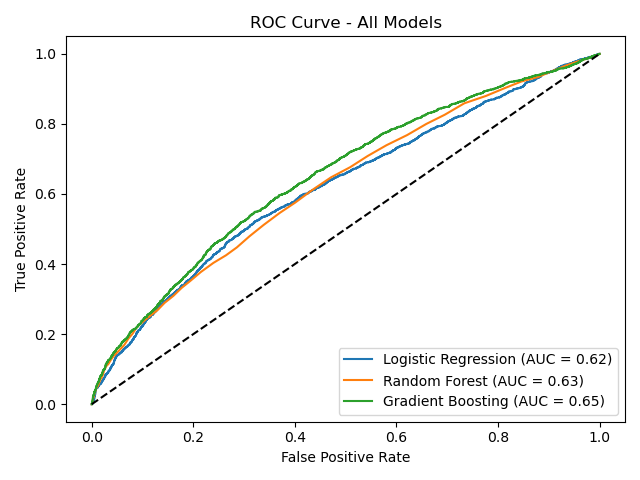 ROC Curve - All Models
True Positive Rate
1.0
0.8
0.6
0.4
0.2
0.0
Logistic Regression (AUC = 0.62)
Random Forest (AUC = 0.63)
Gradient Boosting (AUC = 0.65)
0.0 0.2 0.4 0.6 0.8 1.0
False Positive Rate